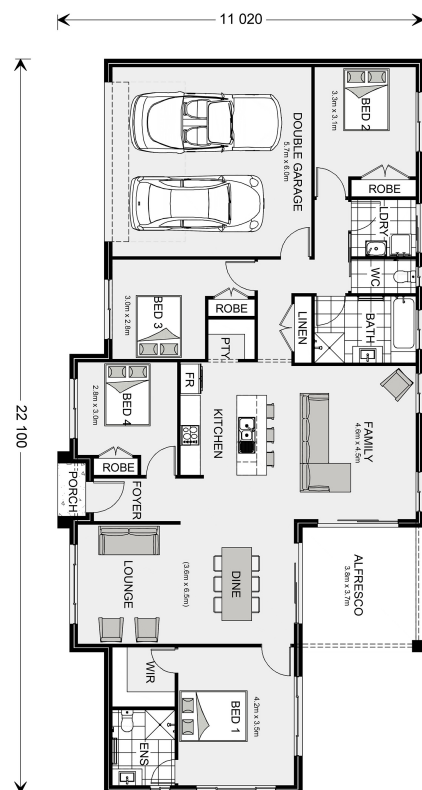 11 020
22 100
DOUBLE GARAGE
5.7m x 6.0m
BED 2
3.3m x 3.1m
ROBE
LDRY
WC
BED 3
3.0m x 2.8m
ROBE
LINEN
BATH
PTY
FR
BED 4
2.8m x 3.0m
ROBE
KITCHEN
FAMILY
4.6m x 4.5m
PORCH
FOYER
LOUNGE
(3.6m x 6.5m)
DINE
ALFRESCO
3.8m x 3.7m
WIR
BED 1
4.2m x 3.5m
ENS